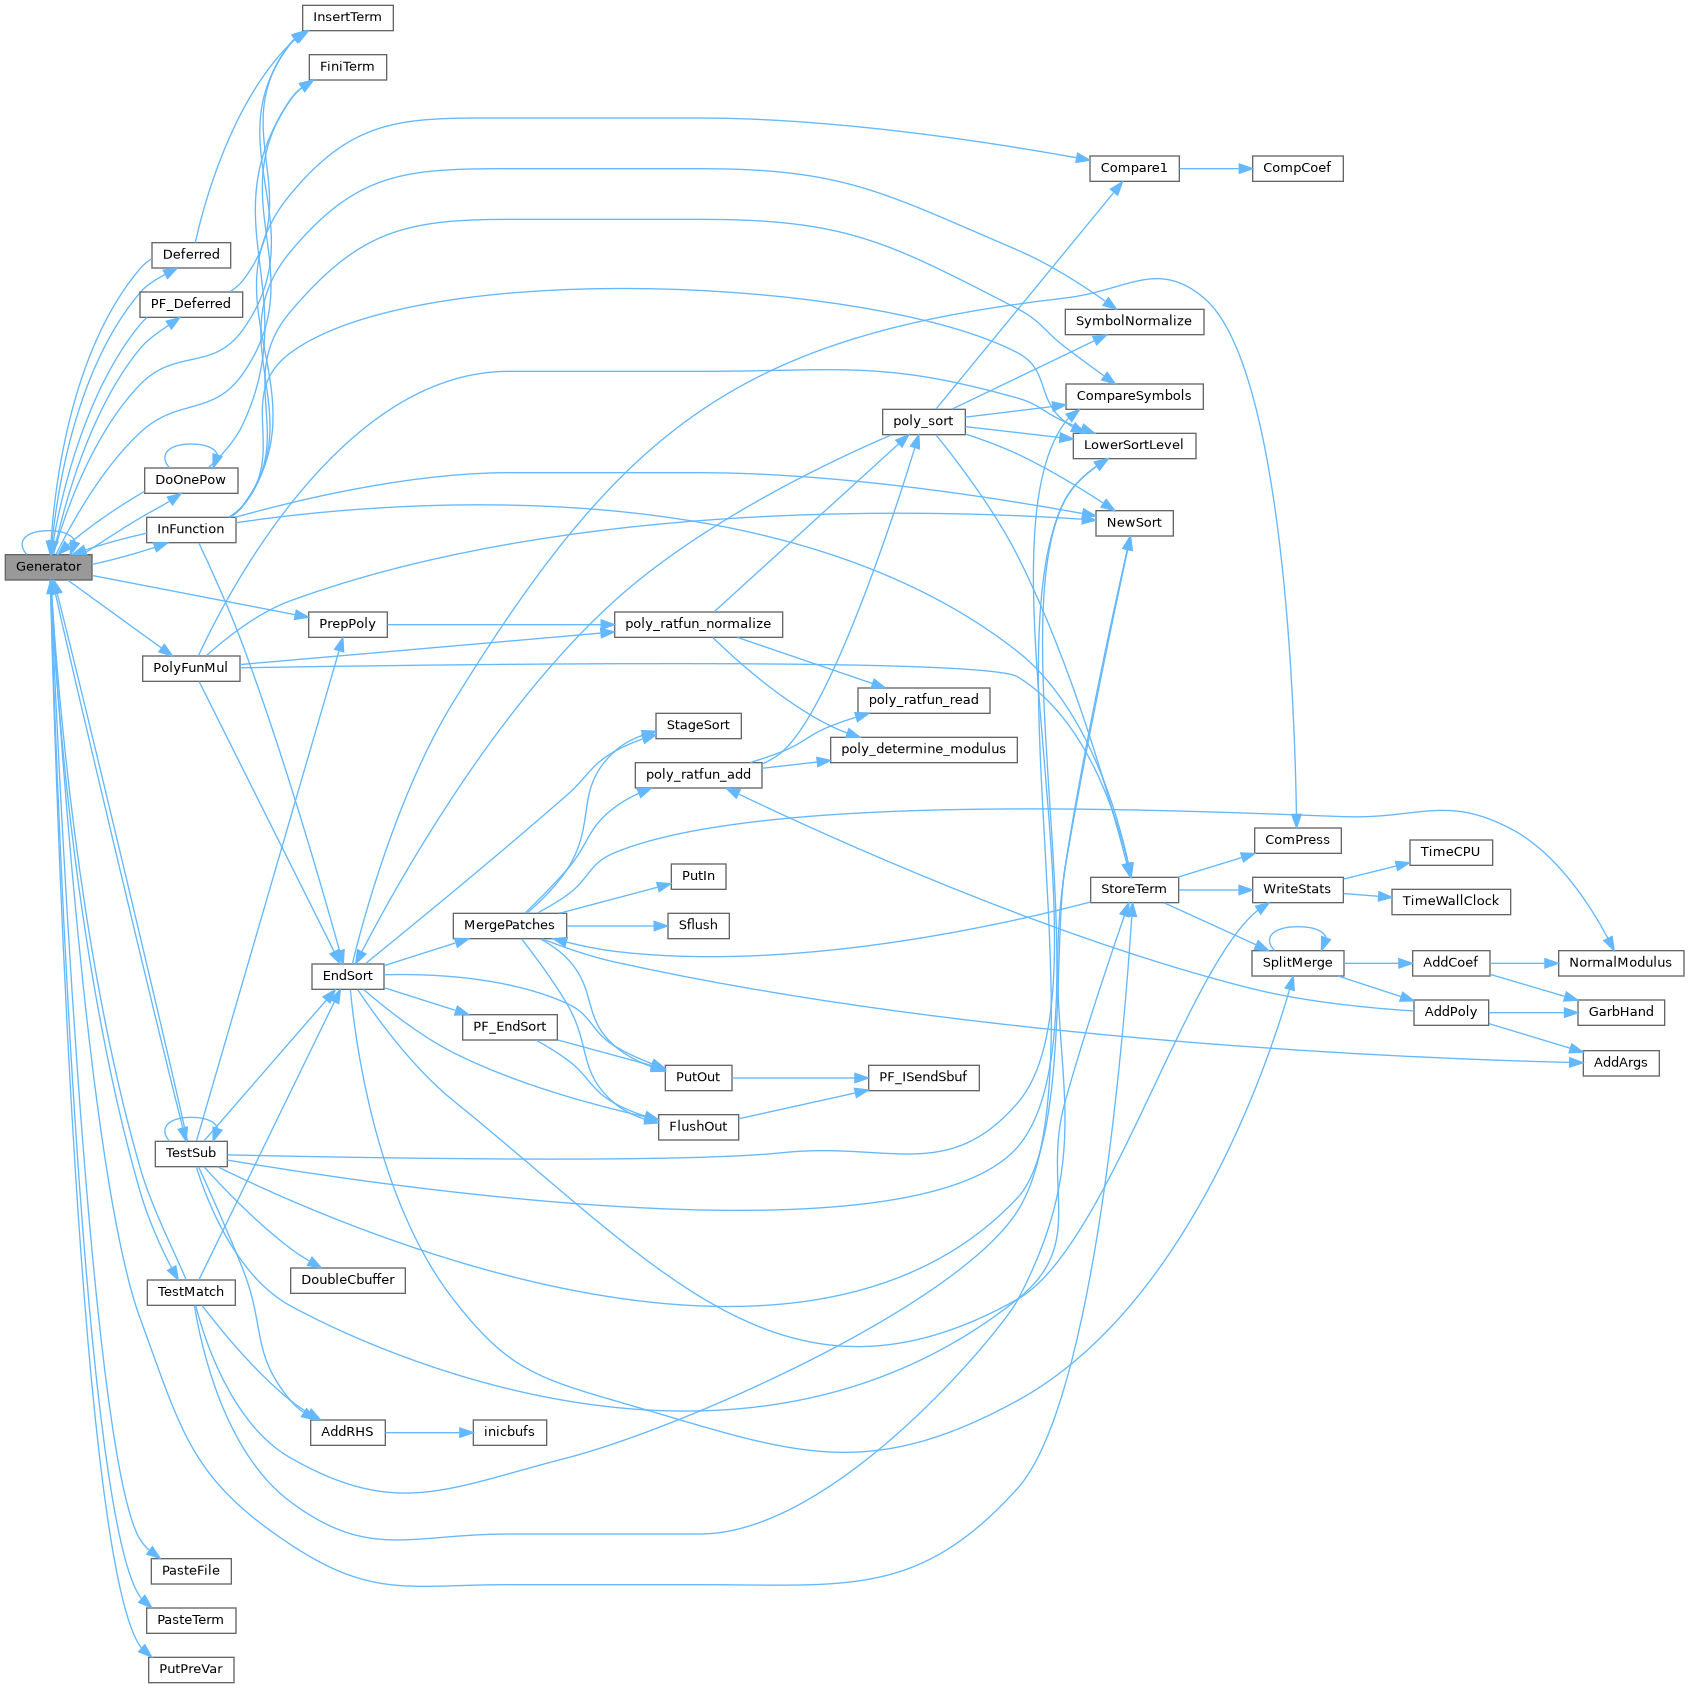 InsertTerm
FiniTerm
Compare1
CompCoef
Deferred
PF_Deferred
SymbolNormalize
CompareSymbols
poly_sort
LowerSortLevel
DoOnePow
NewSort
InFunction
Generator
PrepPoly
poly_ratfun_normalize
PolyFunMul
poly_ratfun_read
StageSort
poly_determine_modulus
poly_ratfun_add
ComPress
TimeCPU
PutIn
StoreTerm
WriteStats
TimeWallClock
MergePatches
Sflush
EndSort
SplitMerge
AddCoef
NormalModulus
AddPoly
GarbHand
PF_EndSort
AddArgs
PutOut
PF_ISendSbuf
FlushOut
TestSub
DoubleCbuffer
TestMatch
AddRHS
inicbufs
PasteFile
PasteTerm
PutPreVar